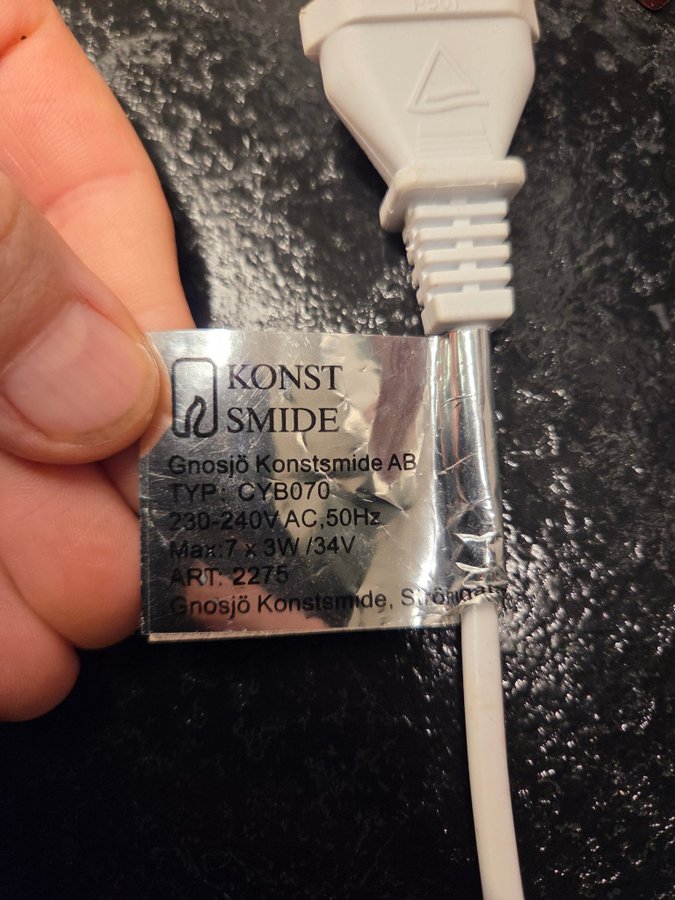 KONST
SMIDE
Gnosjö Konstsmide AB
TYP: CYB070
230-240V AC,50Hz
Max:7 x 3W /34V
ART: 2275
Gnosjö Konstsmide,